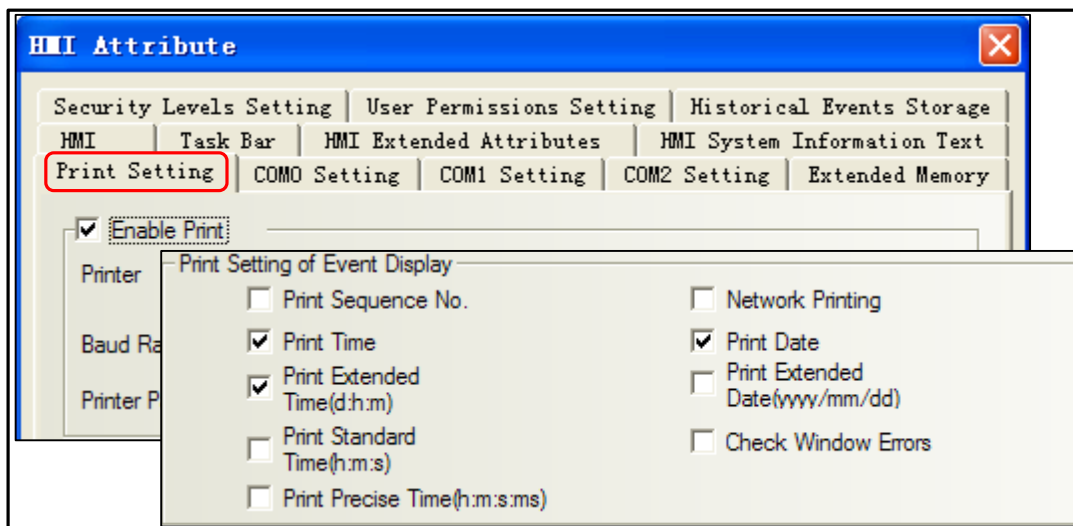 HMI Attribute
Security Levels Setting User Permissions Setting Historical Events Storage
HMI Task Bar HMI Extended Attributes HMI System Information Text
Print Setting COM0 Setting COM1 Setting COM2 Setting Extended Memory
Enable Print
Printer
Baud Ra
Printer P
Print Setting of Event Display
Print Sequence No. Network Printing
Print Time Print Date
Print Extended
Time(d:h:m)
Print Extended
Date(yyyy/mm/dd)
Print Standard
Time(h:m:s)
Check Window Errors
Print Precise Time(h:m:s:ms)